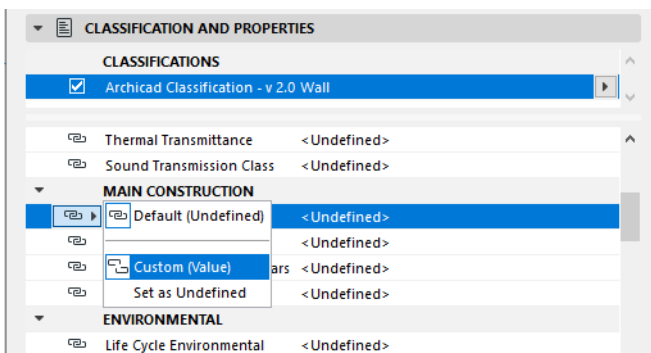 CLASSIFICATION AND PROPERTIES
CLASSIFICATIONS
Archicad Classification - v 2.0 Wall
Thermal Transmittance <Undefined>
Sound Transmission Class <Undefined>
MAIN CONSTRUCTION
Default (Undefined) <Undefined>
<Undefined>
Custom (Value) ars <Undefined>
Set as Undefined <Undefined>
ENVIRONMENTAL
Life Cycle Environmental <Undefined>